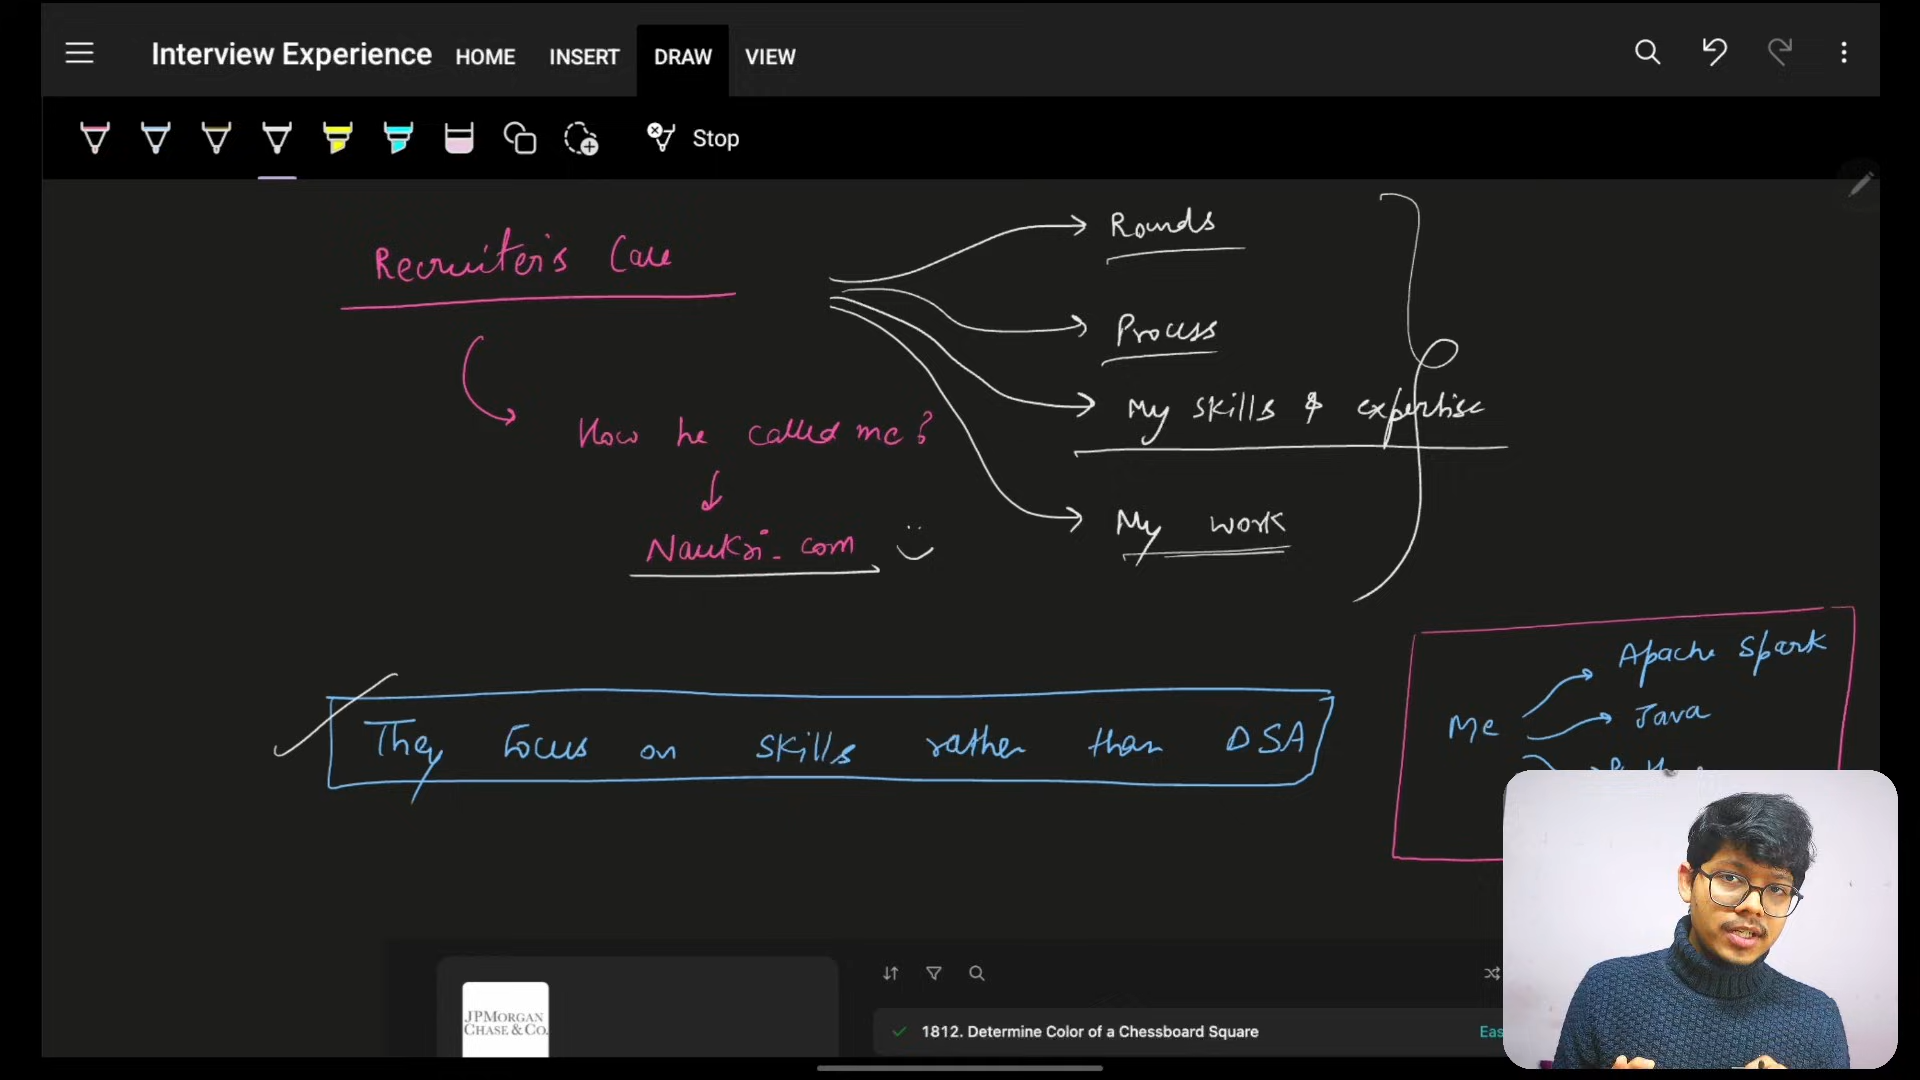 Interview Experience HOME INSERT DRAW VIEW
Stop
Recruiter's Call
Rounds
Process
My skills & expertise
My work
How he called me?
Naukri.com
They focus on skills rather than DSA
Me
Apache Spark
Java
JPMORGAN
CHASE & CO.
1812. Determine Color of a Chessboard Square